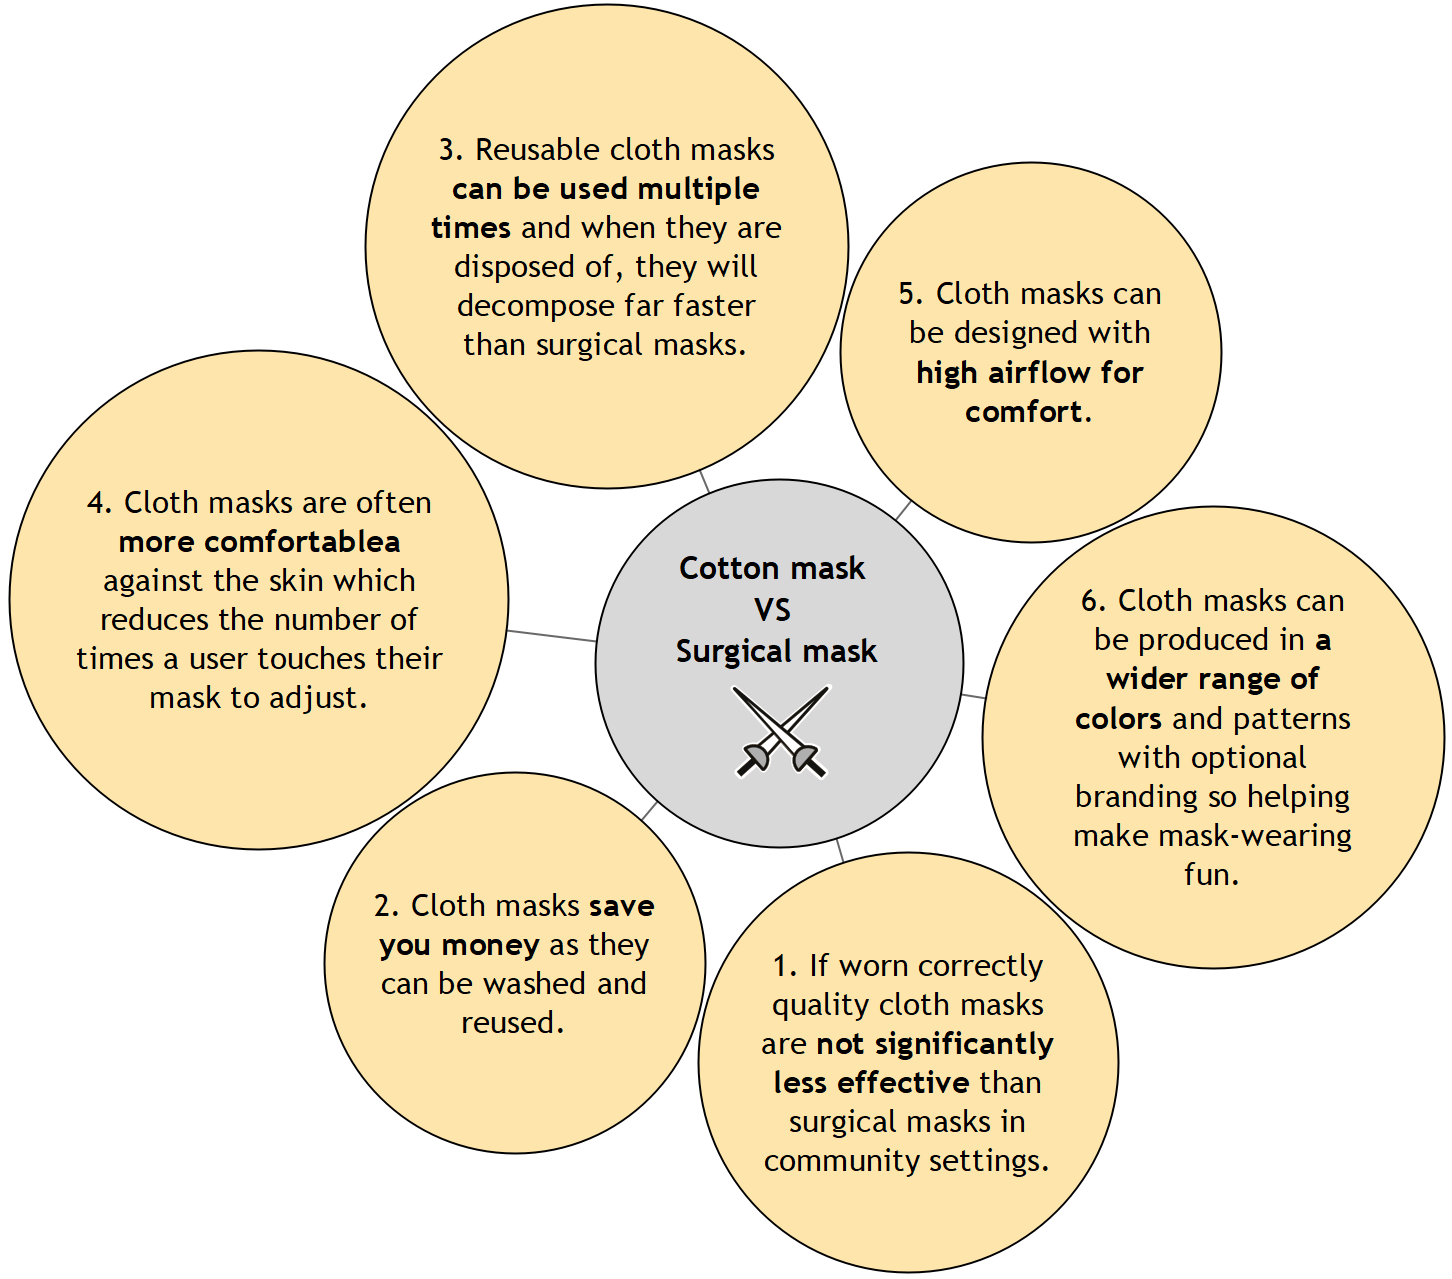 3. Reusable cloth masks
can be used multiple
times and when they are
disposed of, they will
decompose far faster
than surgical masks.
5. Cloth masks can
be designed with
high airflow for
comfort.
4. Cloth masks are often
more comfortablea
against the skin which
reduces the number of
times a user touches their
mask to adjust.
Cotton mask
VS
Surgical mask
6. Cloth masks can
be produced in a
wider range of
colors and patterns
with optional
branding so helping
make mask-wearing
fun.
2. Cloth masks save
you money as they
can be washed and
reused.
1. If worn correctly
quality cloth masks
are not significantly
less effective than
surgical masks in
community settings.